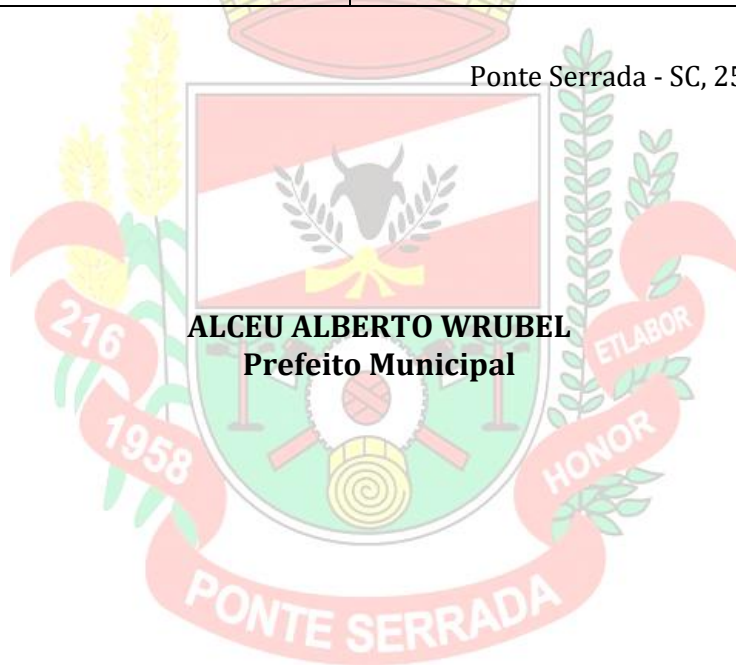 Ponte Serrada - SC, 25
ALCEU ALBERTO WRUBEL
Prefeito Municipal
216
1958
PONTE SERRADA
HONOR
ETLABOR